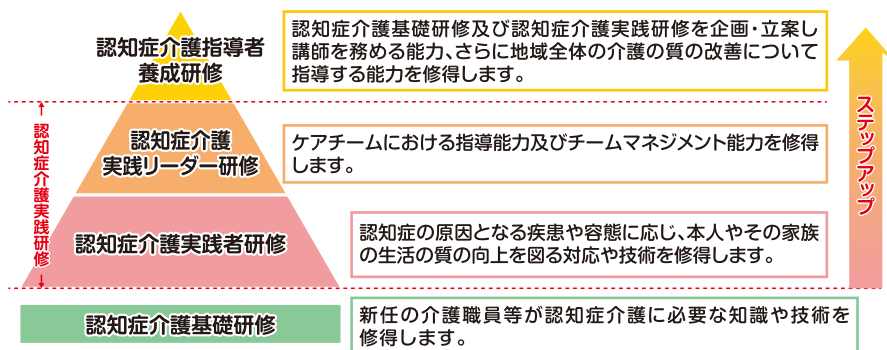 認知症介護指導者
養成研修
認知症介護基礎研修及び認知症介護実践研修を企画・立案し
講師を務める能力、さらに地域全体の介護の質の改善について
指導する能力を修得します。
←認知症介護実践研修→
認知症介護
実践リーダー研修
ケアチームにおける指導能力及びチームマネジメント能力を修得
します。
認知症介護実践者研修
認知症の原因となる疾患や容態に応じ、本人やその家族
の生活の質の向上を図る対応や技術を修得します。
ステップアップ
認知症介護基礎研修
新任の介護職員等が認知症介護に必要な知識や技術を
修得します。